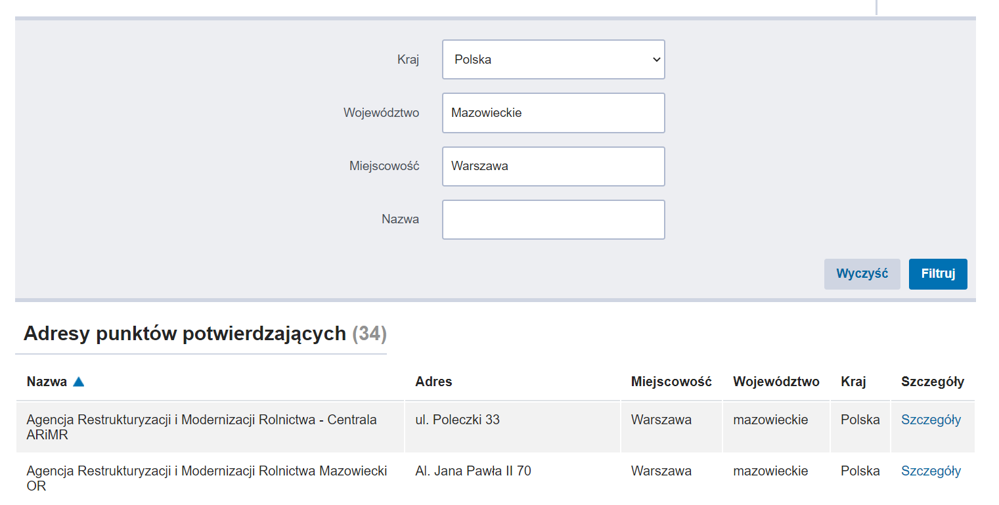 Kraj Polska
Województwo Mazowieckie
Miejscowość Warszawa
Nazwa
Wyczyść Filtruj
Adresy punktów potwierdzających (34)
Nazwa Adres Miejscowość Województwo Kraj Szczegóły
Agencja Restrukturyzacji i Modernizacji Rolnictwa - Centrala ul. Poleczki 33 Warszawa mazowieckie Polska Szczegóły
ARiMR
Agencja Restrukturyzacji i Modernizacji Rolnictwa Mazowiecki Al. Jana Pawła II 70 Warszawa mazowieckie Polska Szczegóły
OR